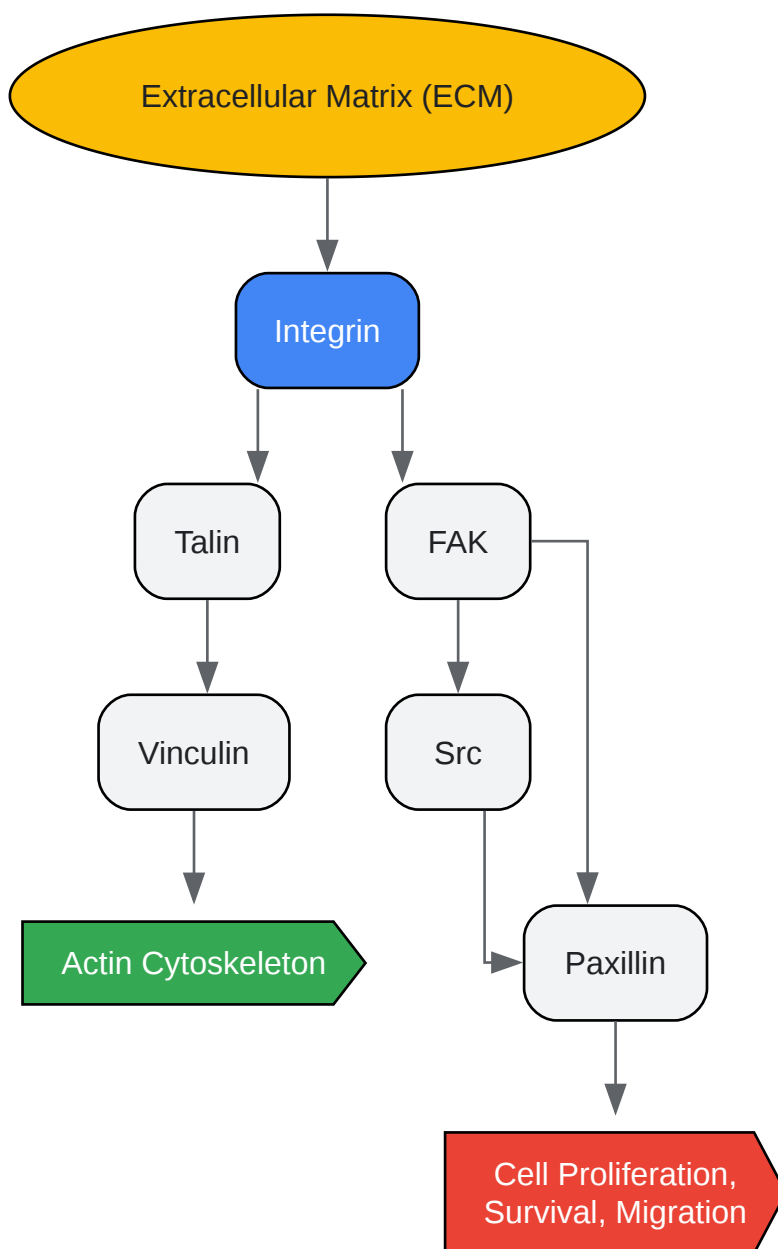 Extracellular Matrix (ECM)
Integrin
Talin
FAK
Vinculin
Src
Actin Cytoskeleton
Paxillin
Cell Proliferation,
Survival, Migration